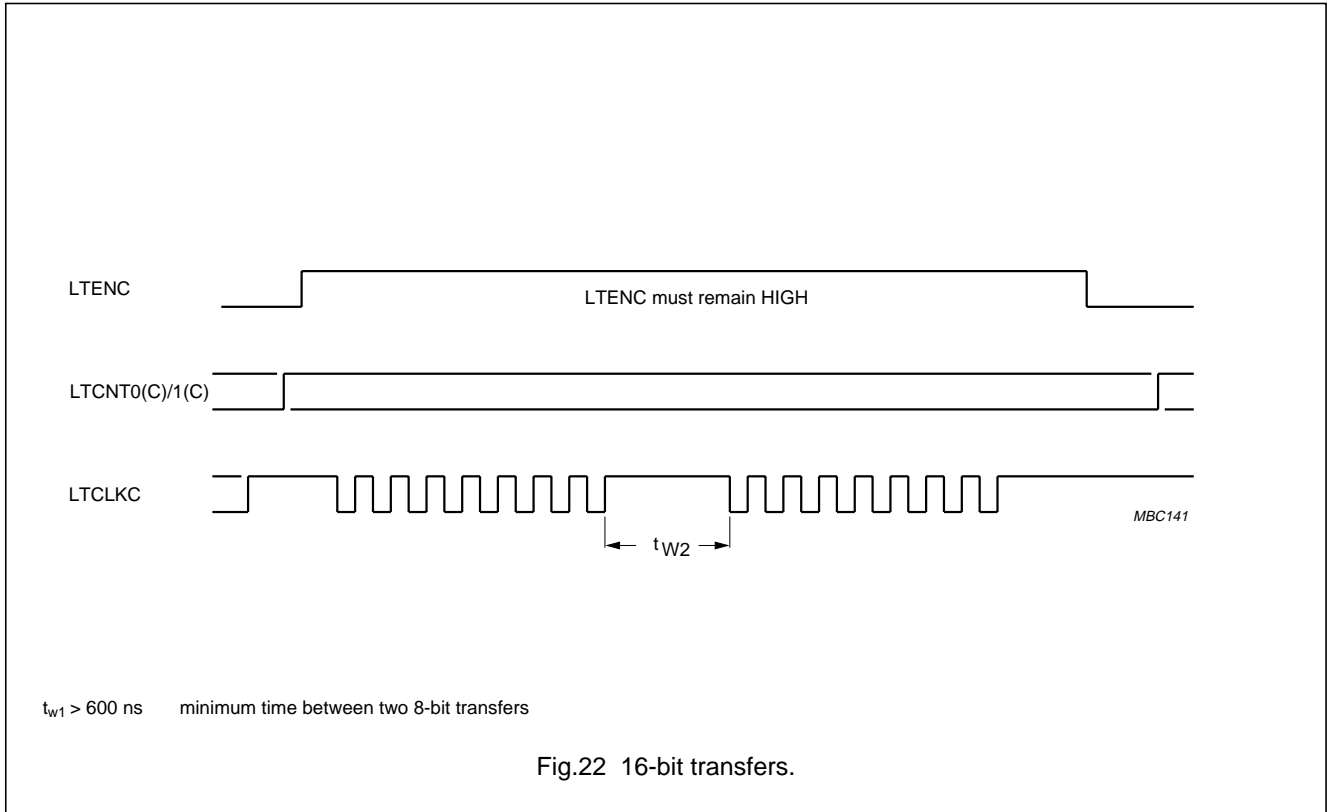 LTENC
LTENC must remain HIGH
LTCNT0(C)/1(C)
LTCLKC
MBC141
tW2
tw1 > 600 ns minimum time between two 8-bit transfers
Fig.22 16-bit transfers.